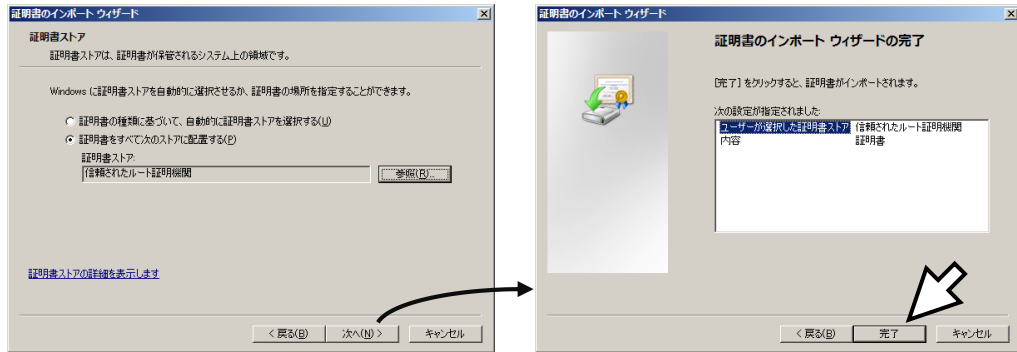 証明書のインポート ウィザード
証明書ストア
証明書ストアは、証明書が保管されるシステム上の領域です。
Windows に証明書ストアを自動的に選択させるか、証明書の場所を指定することができます。
証明書の種類に基づいて、自動的に証明書ストアを選択する(U)
証明書をすべて次のストアに配置する(P)
証明書ストア:
信頼されたルート証明機関
参照(R)...
証明書ストアの詳細を表示します
< 戻る(B)
次へ(N) >
キャンセル
証明書のインポート ウィザード
証明書のインポート ウィザードの完了
[完了] をクリックすると、証明書がインポートされます。
次の設定が指定されました:
ユーザーが選択した証明書ストア 信頼されたルート証明機関
内容 証明書
< 戻る(B)
完了
キャンセル